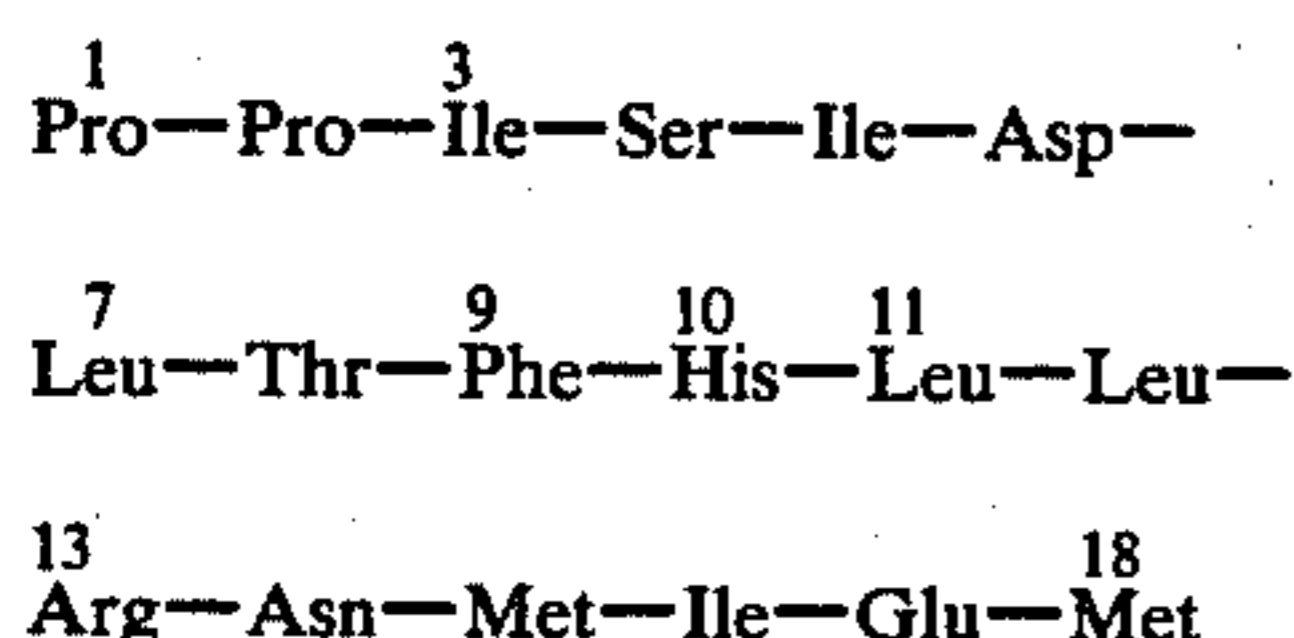 1 3
Pro—Pro—Ile—Ser—Ile—Asp—
7 9 10 11
Leu—Thr—Phe—His—Leu—Leu—
13 18
Arg—Asn—Met—Ile—Glu—Met